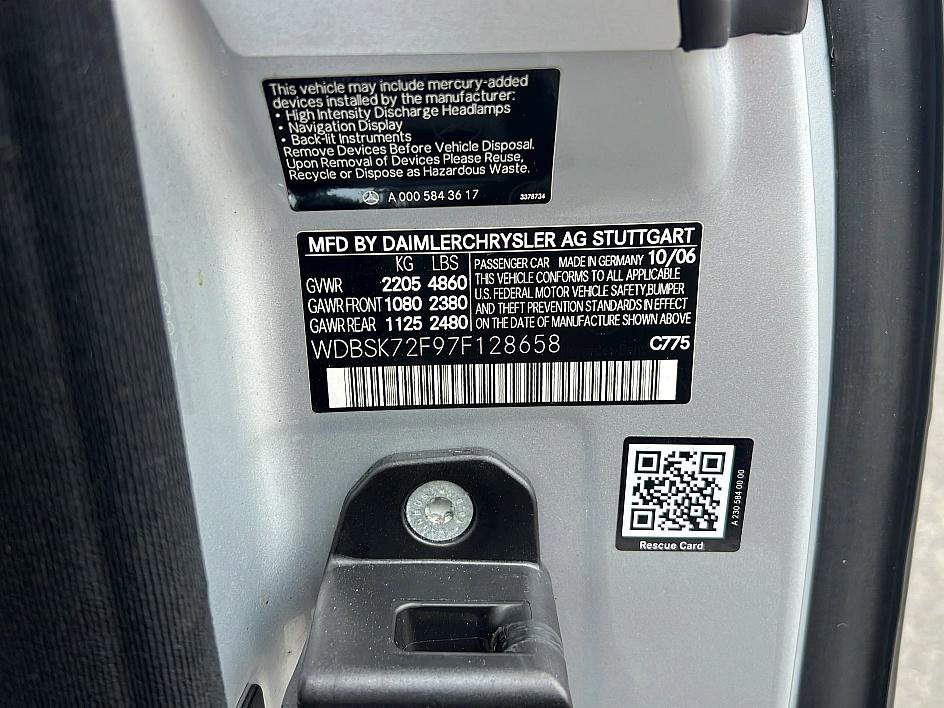 This vehicle may include mercury-added
devices installed by the manufacturer:
• High Intensity Discharge Headlamps
• Navigation Display
• Back-lit Instruments
Remove Devices Before Vehicle Disposal.
Upon Removal of Devices Please Reuse,
Recycle or Dispose as Hazardous Waste.
A 000 584 36 17 3378734
MFD BY DAIMLERCHRYSLER AG STUTTGART
KG LBS
GVWR 2205 4860
GAWR FRONT 1080 2380
GAWR REAR 1125 2480
PASSENGER CAR MADE IN GERMANY 10/06
THIS VEHICLE CONFORMS TO ALL APPLICABLE
U.S. FEDERAL MOTOR VEHICLE SAFETY,BUMPER
AND THEFT PREVENTION STANDARDS IN EFFECT
ON THE DATE OF MANUFACTURE SHOWN ABOVE
WDBSK72F97F128658 C775
A 230 584 00 00
Rescue Card